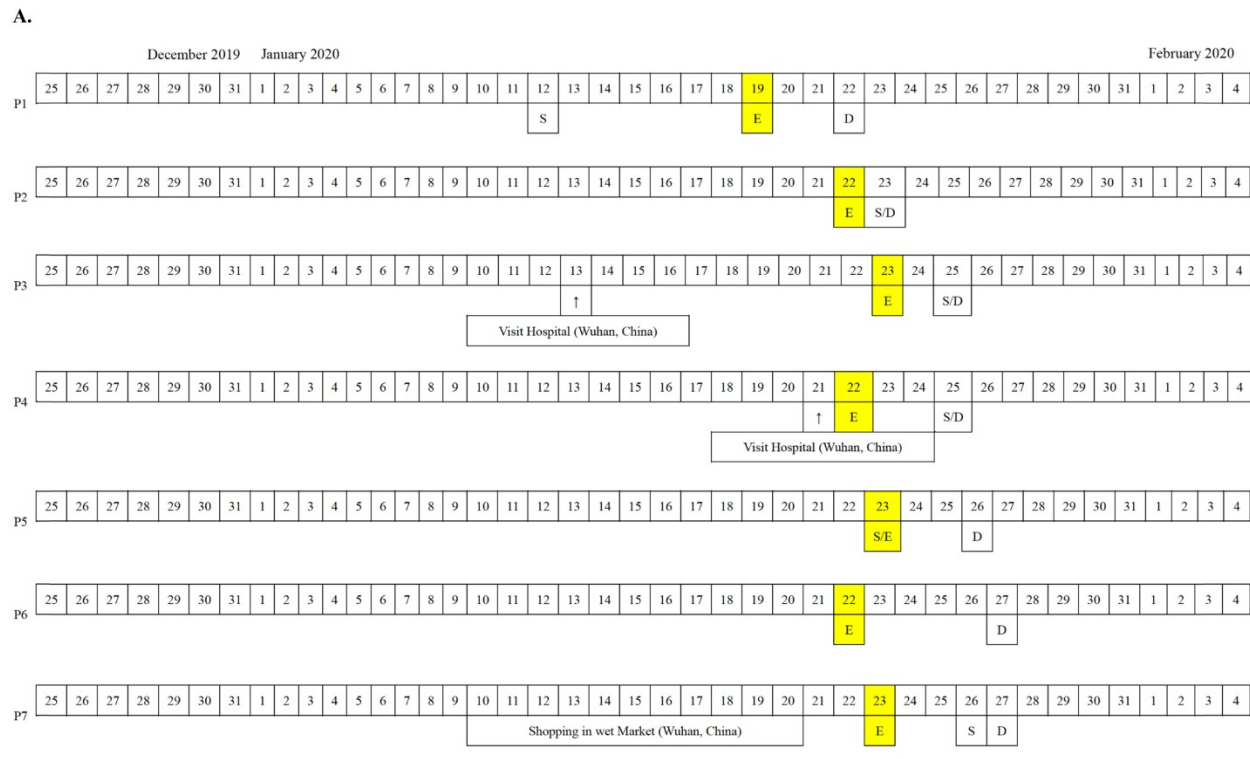 A.
December 2019 January 2020 February 2020
P1 25 26 27 28 29 30 31 1 2 3 4 5 6 7 8 9 10 11 12 13 14 15 16 17 18 19 20 21 22 23 24 25 26 27 28 29 30 31 1 2 3 4
S E D
P2 25 26 27 28 29 30 31 1 2 3 4 5 6 7 8 9 10 11 12 13 14 15 16 17 18 19 20 21 22 23 24 25 26 27 28 29 30 31 1 2 3 4
E S/D
P3 25 26 27 28 29 30 31 1 2 3 4 5 6 7 8 9 10 11 12 13 14 15 16 17 18 19 20 21 22 23 24 25 26 27 28 29 30 31 1 2 3 4
↑ E S/D
Visit Hospital (Wuhan, China)
P4 25 26 27 28 29 30 31 1 2 3 4 5 6 7 8 9 10 11 12 13 14 15 16 17 18 19 20 21 22 23 24 25 26 27 28 29 30 31 1 2 3 4
↑ E S/D
Visit Hospital (Wuhan, China)
P5 25 26 27 28 29 30 31 1 2 3 4 5 6 7 8 9 10 11 12 13 14 15 16 17 18 19 20 21 22 23 24 25 26 27 28 29 30 31 1 2 3 4
S/E D
P6 25 26 27 28 29 30 31 1 2 3 4 5 6 7 8 9 10 11 12 13 14 15 16 17 18 19 20 21 22 23 24 25 26 27 28 29 30 31 1 2 3 4
E D
P7 25 26 27 28 29 30 31 1 2 3 4 5 6 7 8 9 10 11 12 13 14 15 16 17 18 19 20 21 22 23 24 25 26 27 28 29 30 31 1 2 3 4
Shopping in wet Market (Wuhan, China) E S D